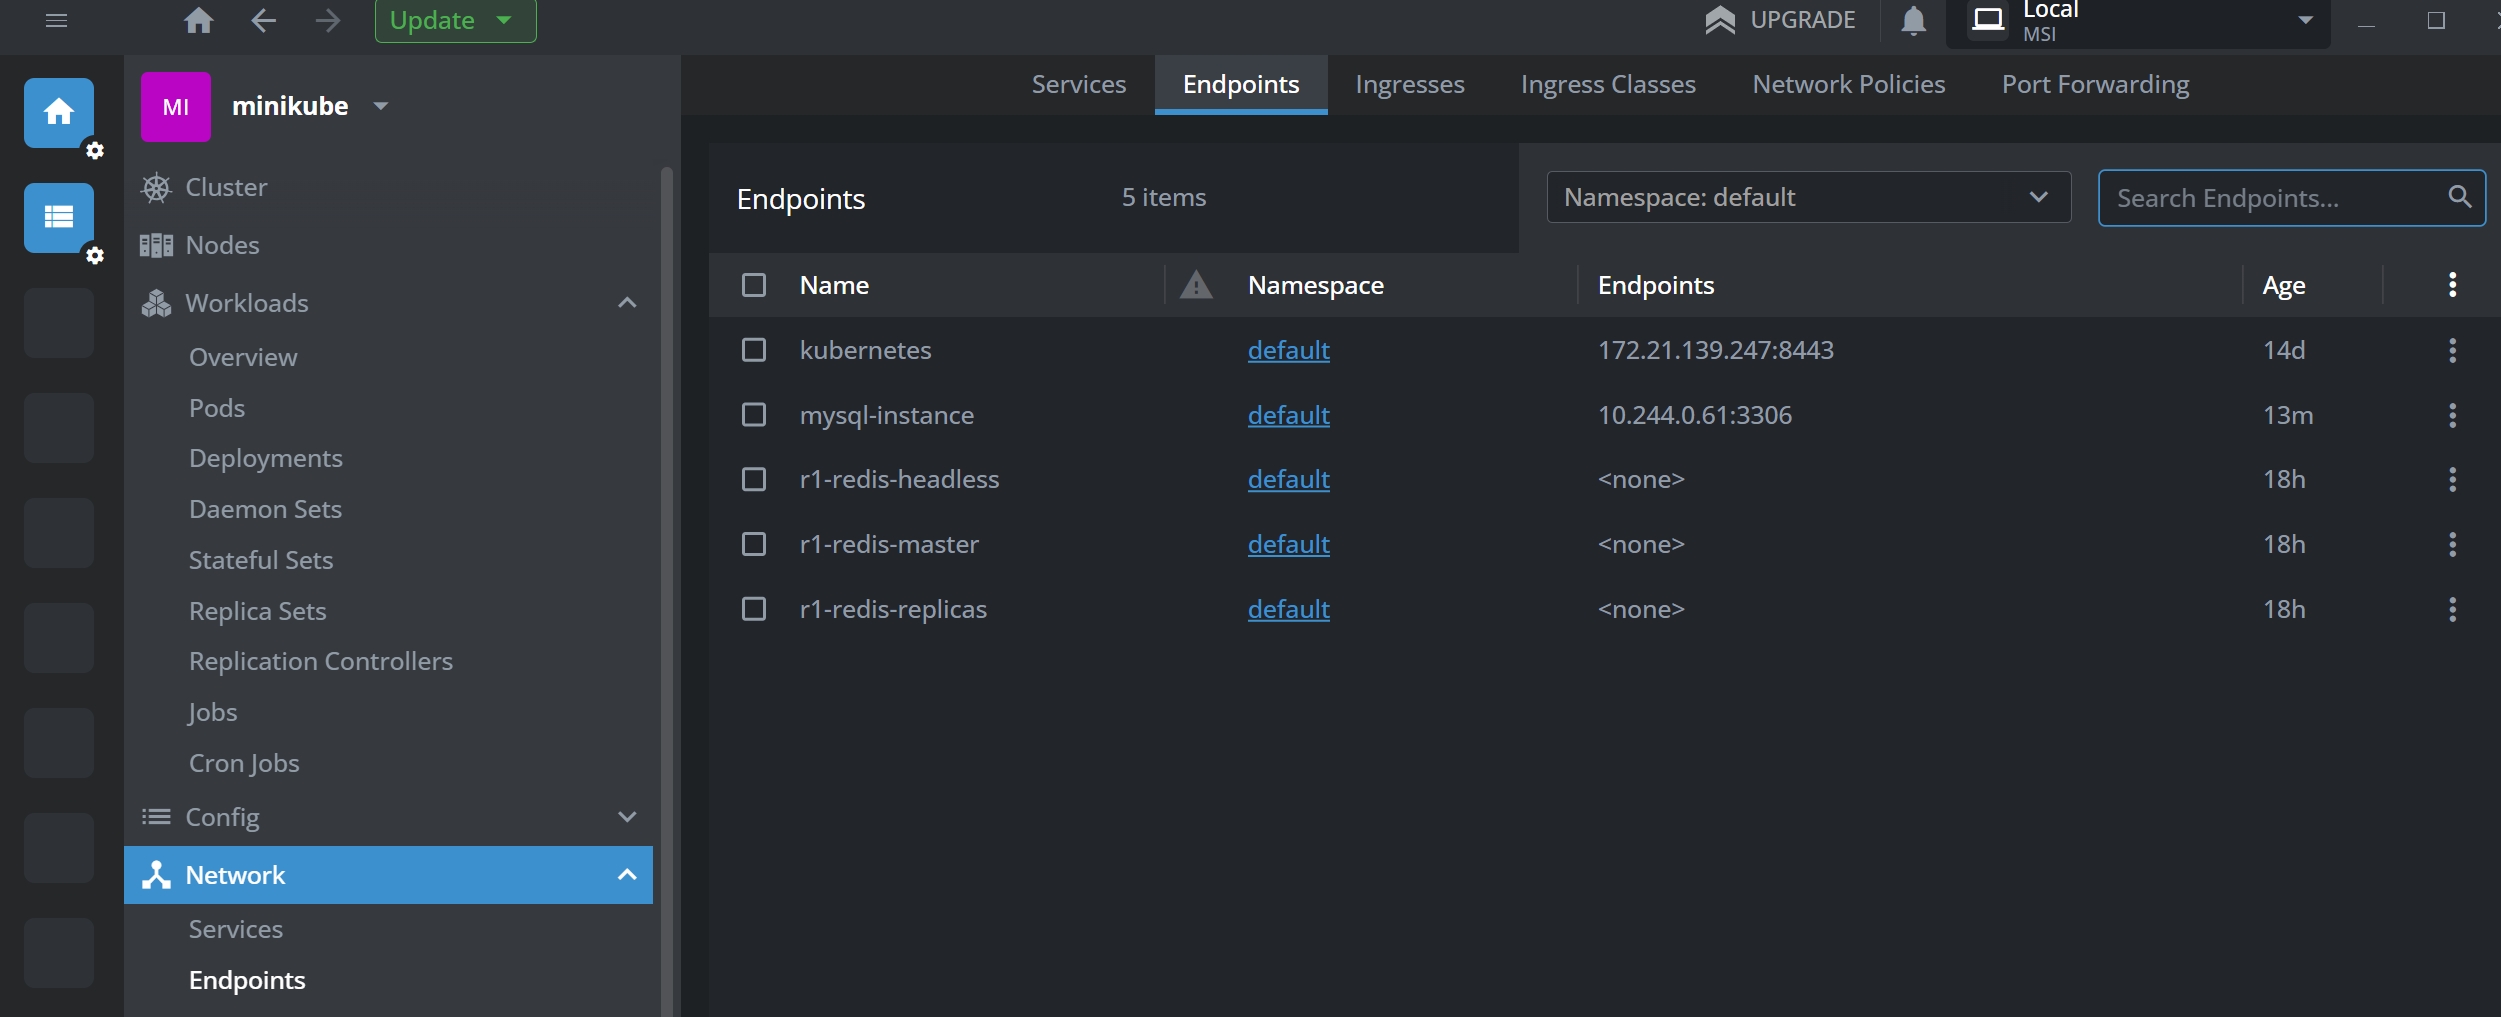 Update
UPGRADE
Local
MSI
MI
minikube
Cluster
Nodes
Workloads
Overview
Pods
Deployments
Daemon Sets
Stateful Sets
Replica Sets
Replication Controllers
Jobs
Cron Jobs
Config
Network
Services
Endpoints
Services Endpoints Ingresses Ingress Classes Network Policies Port Forwarding
Endpoints 5 items Namespace: default Search Endpoints...
Name Namespace Endpoints Age
kubernetes default 172.21.139.247:8443 14d
mysql-instance default 10.244.0.61:3306 13m
r1-redis-headless default <none> 18h
r1-redis-master default <none> 18h
r1-redis-replicas default <none> 18h